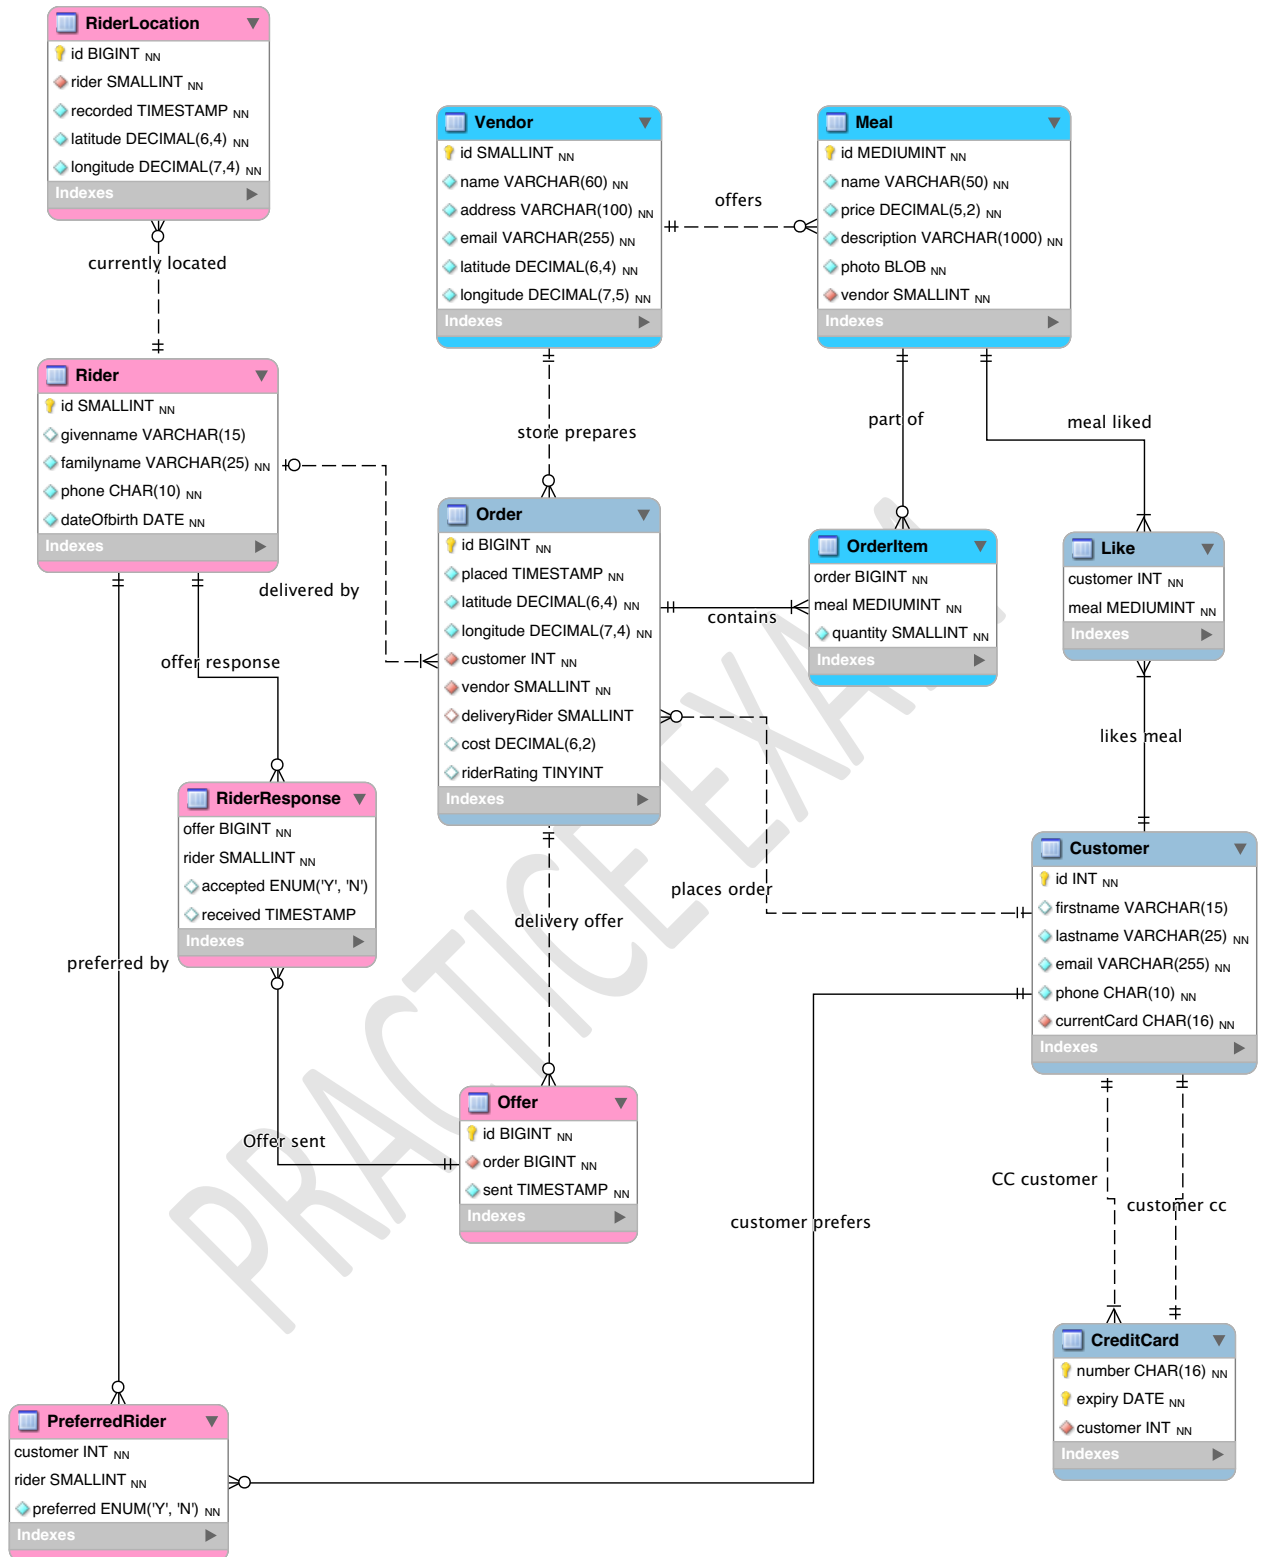 RiderLocation
id BIGINT NN
rider SMALLINT NN
recorded TIMESTAMP NN
latitude DECIMAL(6,4) NN
longitude DECIMAL(7,4) NN
Indexes
currently located
Vendor
id SMALLINT NN
name VARCHAR(60) NN
address VARCHAR(100) NN
email VARCHAR(255) NN
latitude DECIMAL(6,4) NN
longitude DECIMAL(7,5) NN
Indexes
offers
Meal
id MEDIUMINT NN
name VARCHAR(50) NN
price DECIMAL(5,2) NN
description VARCHAR(1000) NN
photo BLOB NN
vendor SMALLINT NN
Indexes
Rider
id SMALLINT NN
givenname VARCHAR(15)
familyname VARCHAR(25) NN
phone CHAR(10) NN
dateOfbirth DATE NN
Indexes
store prepares
part of
meal liked
delivered by
Order
id BIGINT NN
placed TIMESTAMP NN
latitude DECIMAL(6,4) NN
longitude DECIMAL(7,4) NN
customer INT NN
vendor SMALLINT NN
deliveryRider SMALLINT
cost DECIMAL(6,2)
riderRating TINYINT
Indexes
contains
OrderItem
order BIGINT NN
meal MEDIUMINT NN
quantity SMALLINT NN
Indexes
Like
customer INT NN
meal MEDIUMINT NN
Indexes
offer response
likes meal
RiderResponse
offer BIGINT NN
rider SMALLINT NN
accepted ENUM('Y', 'N')
received TIMESTAMP
Indexes
delivery offer
places order
Customer
id INT NN
firstname VARCHAR(15)
lastname VARCHAR(25) NN
email VARCHAR(255) NN
phone CHAR(10) NN
currentCard CHAR(16) NN
Indexes
preferred by
Offer
id BIGINT NN
order BIGINT NN
sent TIMESTAMP NN
Indexes
Offer sent
customer prefers
CC customer
customer cc
CreditCard
number CHAR(16) NN
expiry DATE NN
customer INT NN
Indexes
PreferredRider
customer INT NN
rider SMALLINT NN
preferred ENUM('Y', 'N') NN
Indexes
PRACTICE EXAM